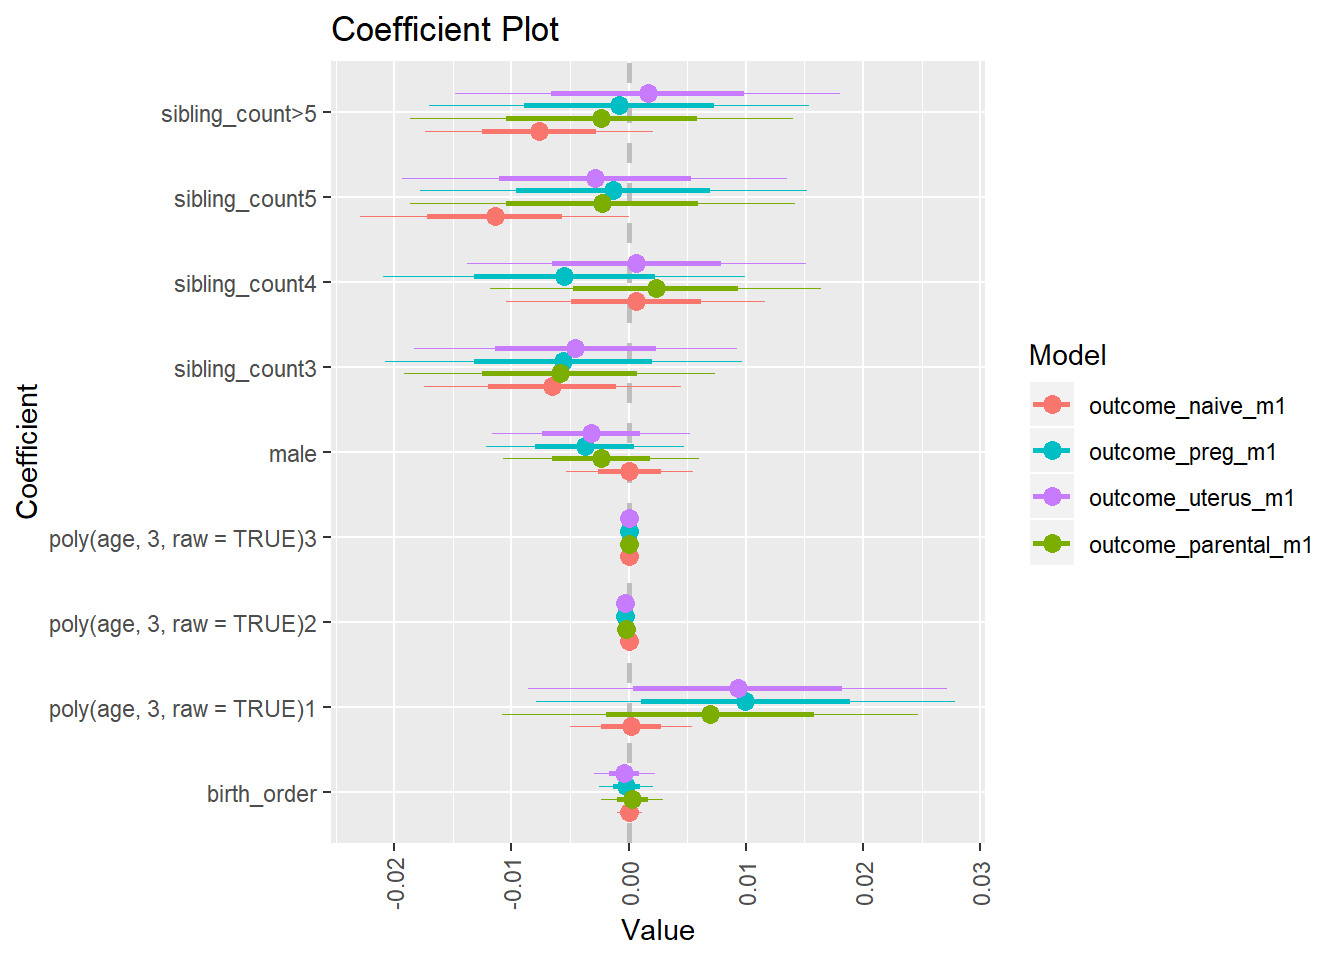 Coefficient Plot
Coefficient
sibling_count>5
sibling_count5
sibling_count4
sibling_count3
male
poly(age, 3, raw = TRUE)3
poly(age, 3, raw = TRUE)2
poly(age, 3, raw = TRUE)1
birth_order
-0.02
-0.01
0.00
0.01
0.02
0.03
Value
Model
outcome_naive_m1
outcome_preg_m1
outcome_uterus_m1
outcome_parental_m1